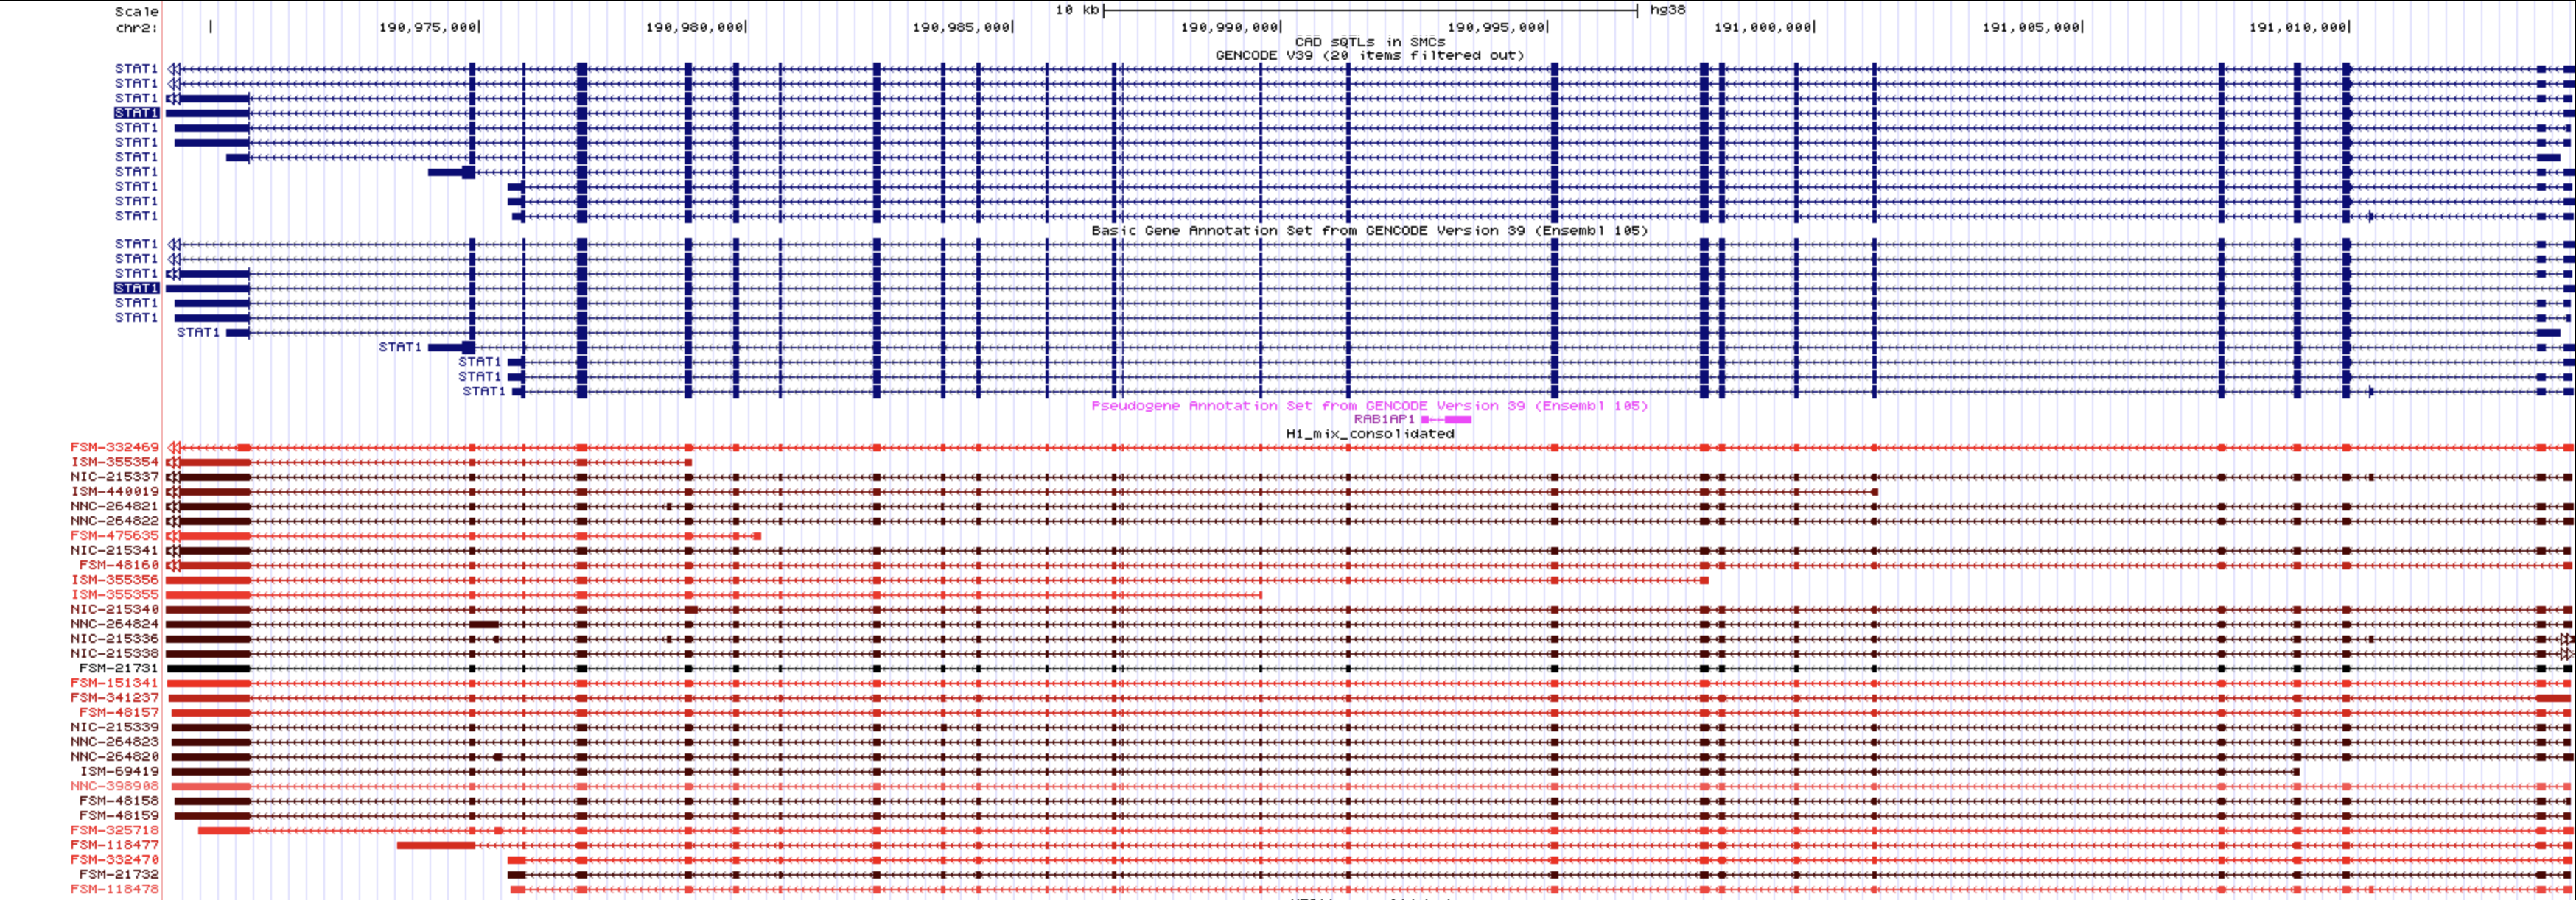 Scale 10 kb hg38
chr2: 190,975,000 190,980,000 190,985,000 190,990,000 190,995,000 191,000,000 191,005,000 191,010,000
CAD sQTLs in SMCs
GENCODE V39 (20 items filtered out)
STAT1
STAT1
STAT1
STAT1
STAT1
STAT1
STAT1
STAT1
STAT1
STAT1
STAT1
Basic Gene Annotation Set from GENCODE Version 39 (Ensembl 105)
STAT1
STAT1
STAT1
STAT1
STAT1
STAT1
STAT1
STAT1
STAT1
STAT1
STAT1
Pseudogene Annotation Set from GENCODE Version 39 (Ensembl 105)
RAB1AP1
H1_mix_consolidated
FSM-332469
ISM-355354
NIC-215337
ISM-440019
NNC-264821
NNC-264822
FSM-475635
NIC-215341
FSM-48160
ISM-355356
ISM-355355
NIC-215340
NNC-264824
NIC-215336
NIC-215338
FSM-21731
FSM-151341
FSM-341237
FSM-48157
NIC-215339
NNC-264823
NNC-264820
ISM-69419
NNC-398908
FSM-48158
FSM-48159
FSM-325718
FSM-118477
FSM-332470
FSM-21732
FSM-118478